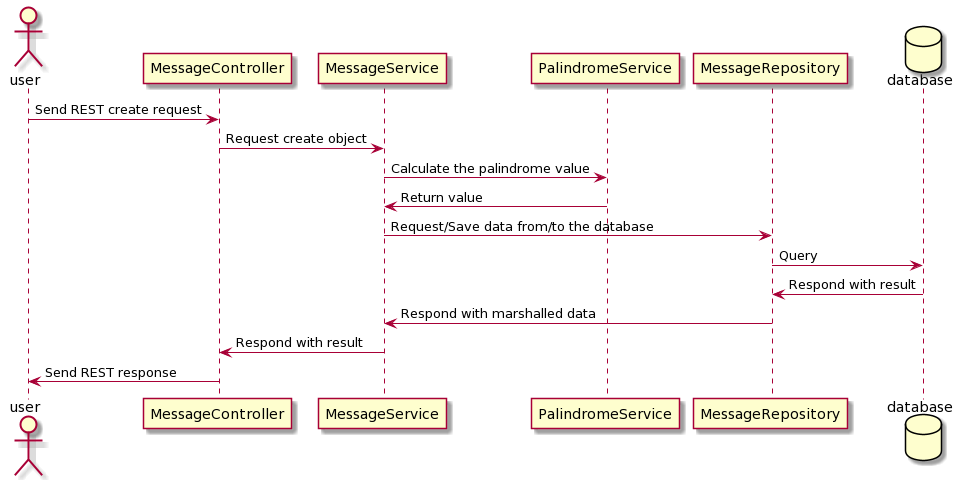 user
MessageController
MessageService
PalindromeService
MessageRepository
database
Send REST create request
Request create object
Calculate the palindrome value
Return value
Request/Save data from/to the database
Query
Respond with result
Respond with marshalled data
Respond with result
Send REST response
user
MessageController
MessageService
PalindromeService
MessageRepository
database